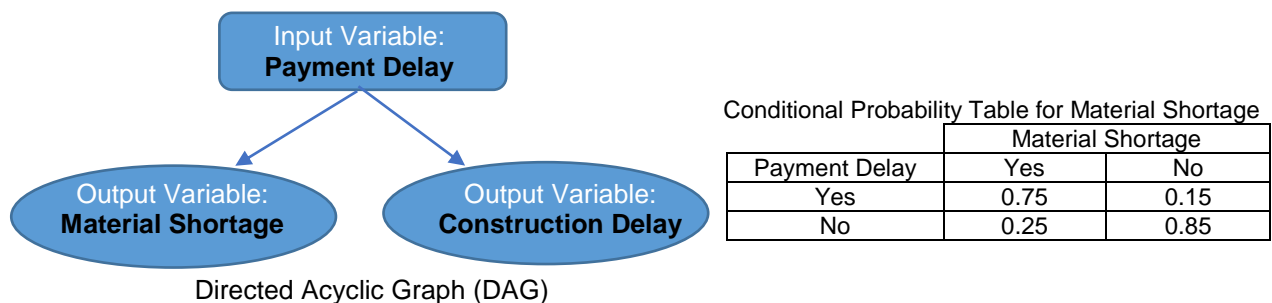 Input Variable:
Payment Delay
Output Variable:
Material Shortage
Output Variable:
Construction Delay
Directed Acyclic Graph (DAG)
Conditional Probability Table for Material Shortage
Material Shortage
Payment Delay Yes No
Yes 0.75 0.15
No 0.25 0.85